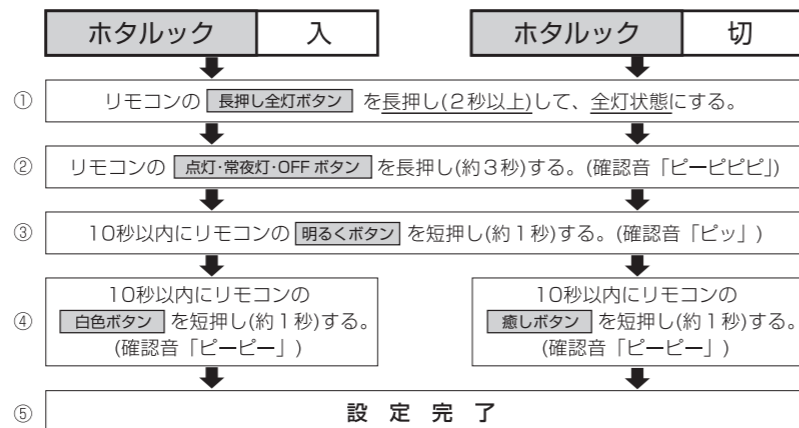 ホタルック 入
ホタルック 切
① リモコンの 長押し全灯ボタン を長押し(2秒以上)して、全灯状態にする。
② リモコンの 点灯･常夜灯･OFF ボタン を長押し(約3秒)する。(確認音「ピーピピピ」)
③ 10秒以内にリモコンの 明るくボタン を短押し(約1秒)する。(確認音「ピッ」)
④ 10秒以内にリモコンの
白色ボタン を短押し(約1秒)する。
(確認音「ピーピー」)
10秒以内にリモコンの
癒しボタン を短押し(約1秒)する。
(確認音「ピーピー」)
⑤ 設 定 完 了